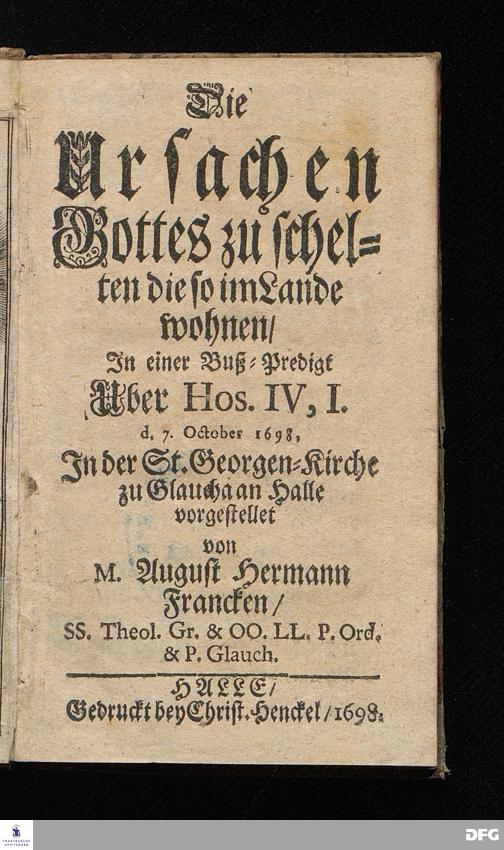 Die
Ursachen
Gottes zu schel-
ten die so im Lande
wohnen/
In einer Buß-Predigt
Uber Hos. IV, I.
d. 7. October 1698,
In der St. Georgen-Kirche
zu Glaucha an Halle
vorgestellet
von
M. August Hermann
Francken/
SS. Theol. Gr. & OO. LL. P. Ord.
& P. Glauch.
HALLE/
Gedruckt bey Christ. Henckel/1698.
FRANCKESCHE
STIFTUNGEN
DFG